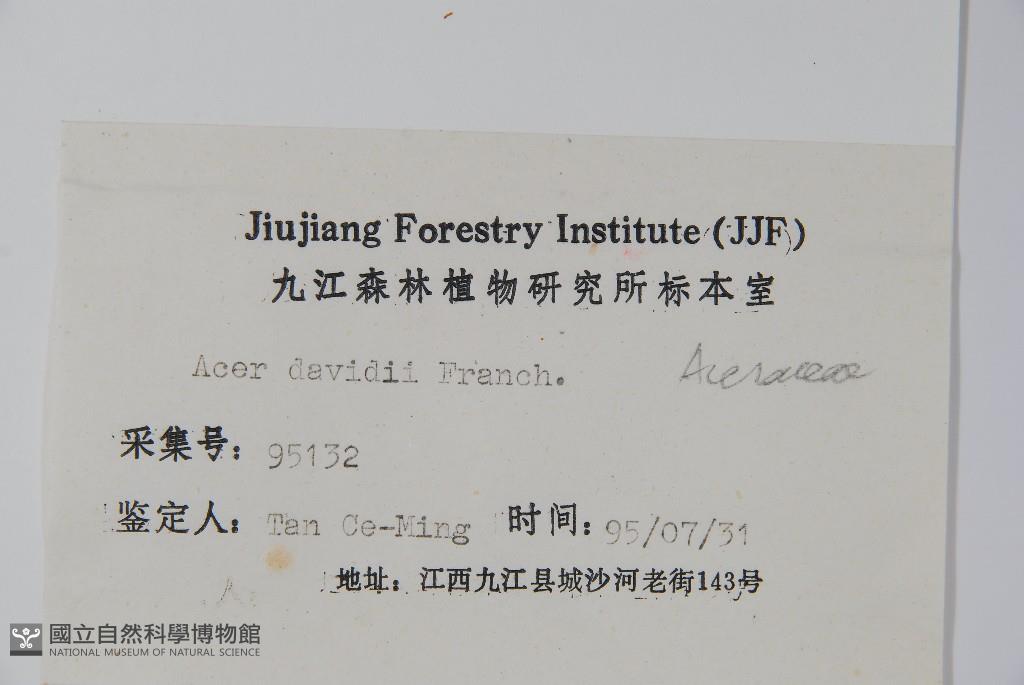 Jiujiang Forestry Institute (JJF)
九江森林植物研究所标本室
Acer davidii Franch. Aceraceae
采集号: 95132
鉴定人: Tan Ce-Ming 时间: 95/07/31
地址: 江西九江县城沙河老街143号
國立自然科學博物館
NATIONAL MUSEUM OF NATURAL SCIENCE